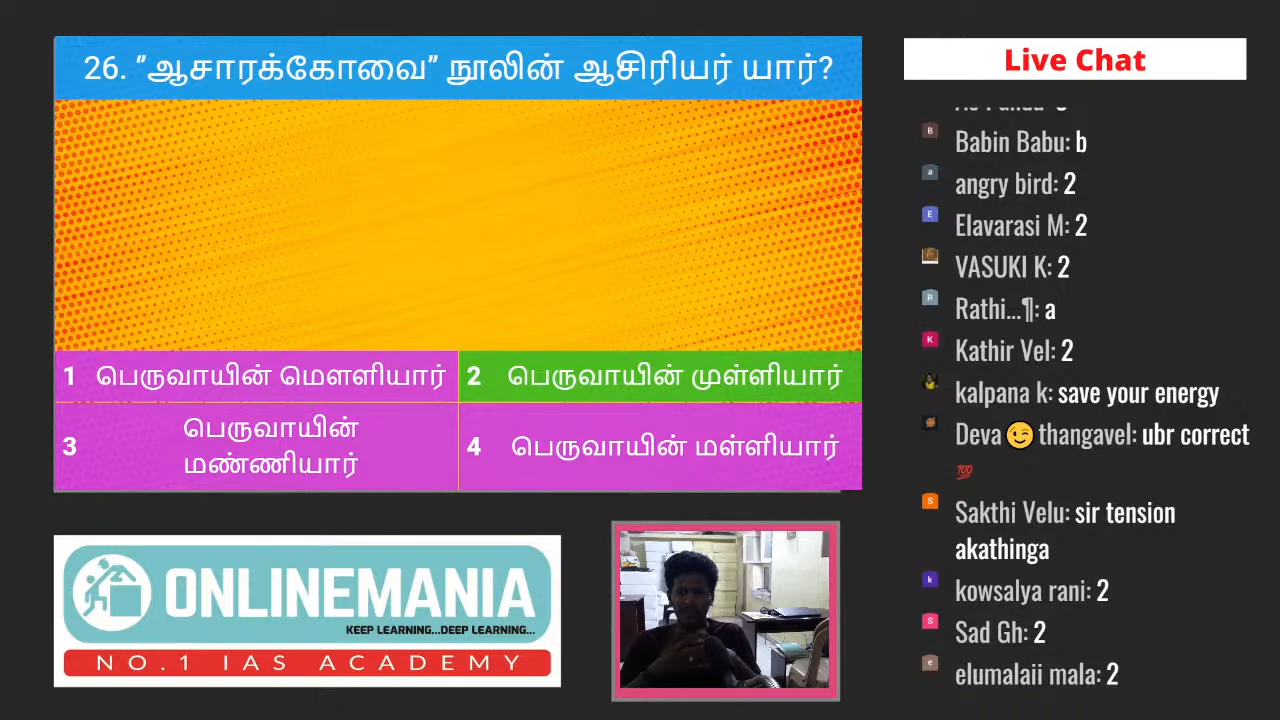 26. "ஆசாரக்கோவை" நூலின் ஆசிரியர் யார்?
1 பெருவாயின் மௌளியார்
2 பெருவாயின் முள்ளியார்
3 பெருவாயின்
மண்ணியார்
4 பெருவாயின் மள்ளியார்
ONLINEMANIA
KEEP LEARNING...DEEP LEARNING...
NO.1 IAS ACADEMY
Live Chat
B Babin Babu: b
a angry bird: 2
E Elavarasi M: 2
VASUKI K: 2
R Rathi...¶: a
K Kathir Vel: 2
kalpana k: save your energy
Deva 😉 thangavel: ubr correct
💯
S Sakthi Velu: sir tension
akathinga
k kowsalya rani: 2
S Sad Gh: 2
e elumalaii mala: 2